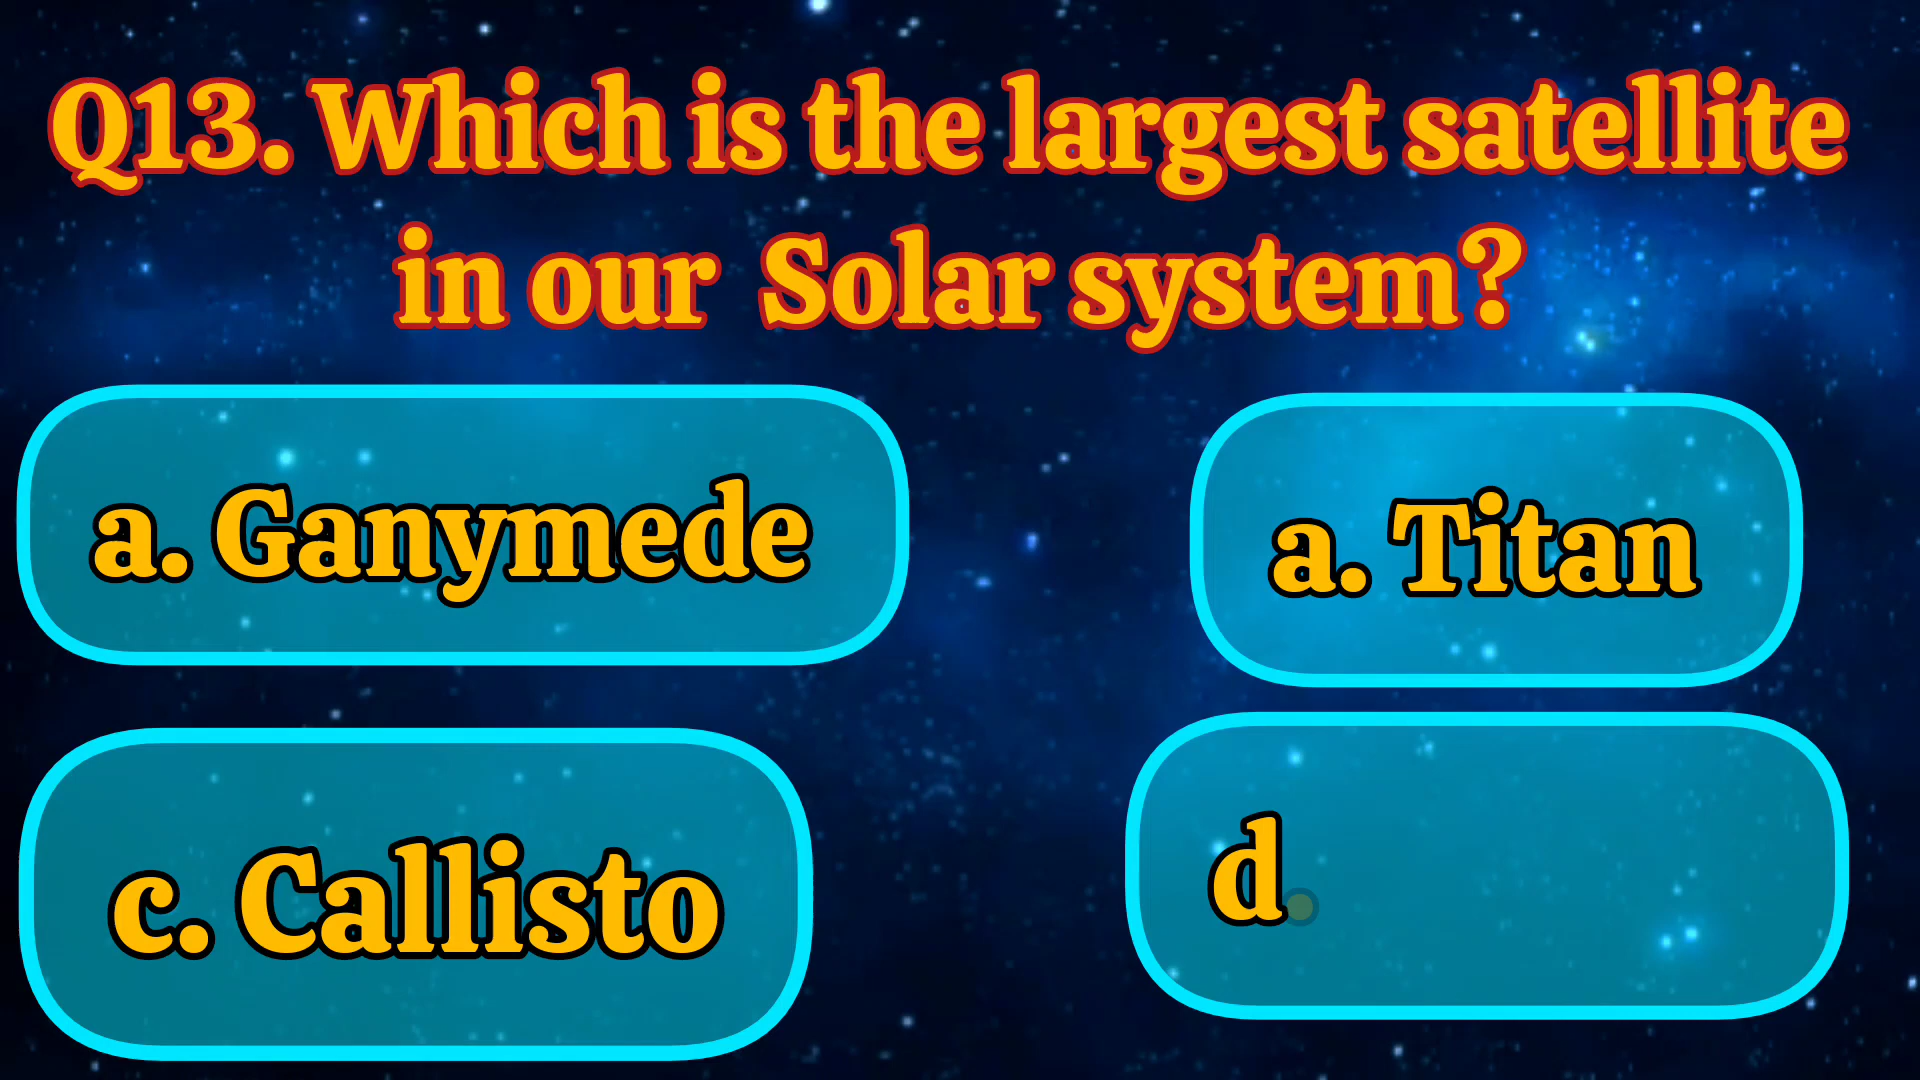 Q13. Which is the largest satellite
in our Solar system?
a. Ganymede
a. Titan
c. Callisto
d.